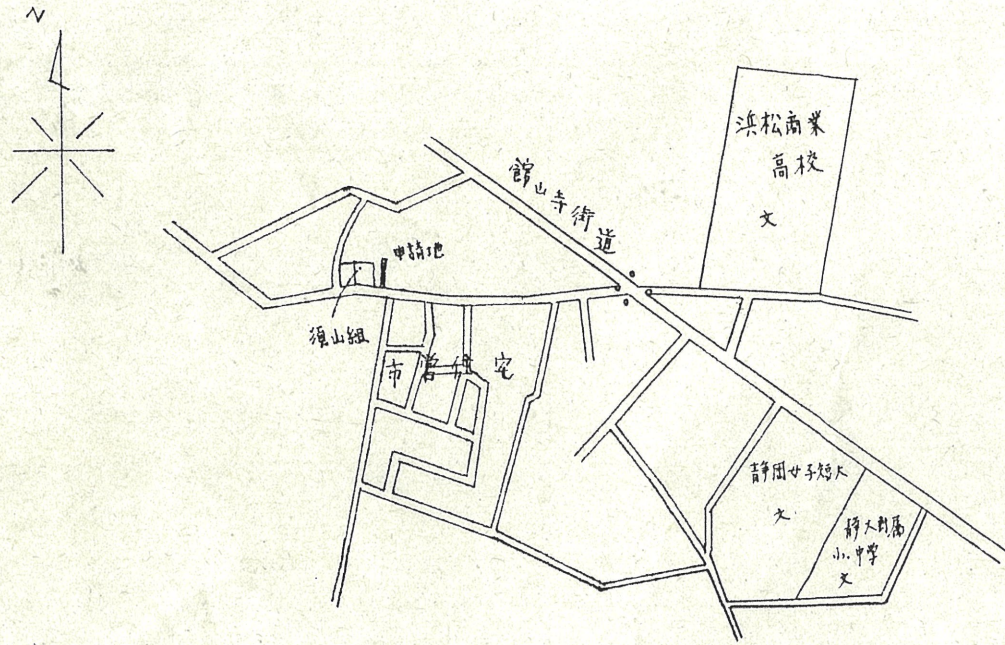 N
浜松商業
高校
文
館山寺街道
申請地
須山組
市営住宅
静岡女子短大
文
静大附属
小.中学
文